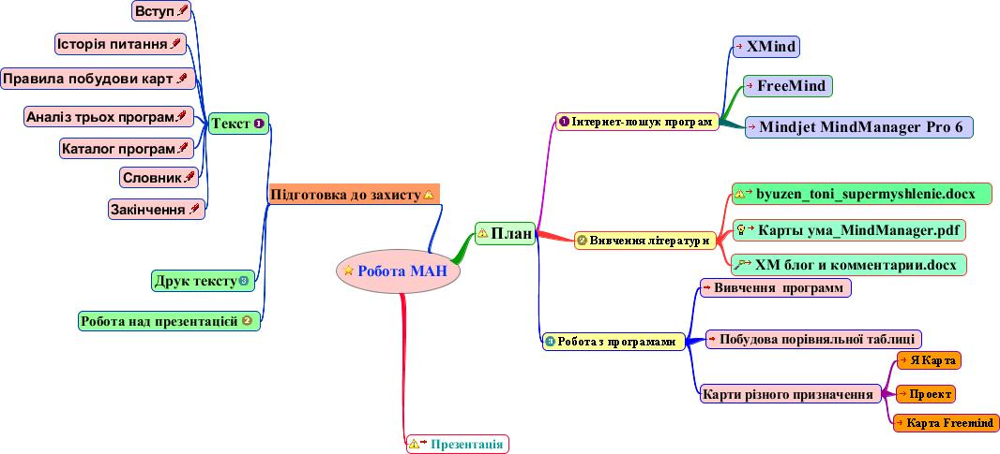 Вступ
Історія питання
Правила побудови карт
Аналіз трьох програм
Каталог програм
Словник
Закінчення
Текст
Підготовка до захисту
Друк тексту
Робота над презентацією
Робота МАН
Презентація
План
Інтернет-пошук програм
XMind
FreeMind
Mindjet MindManager Pro 6
Вивчення літератури
byuzen_toni_supermyshlenie.docx
Карты ума_MindManager.pdf
ХМ блог и комментарии.docx
Робота з програмами
Вивчення программ
Побудова порівняльної таблиці
Карти різного призначення
Я Карта
Проект
Карта Freemind